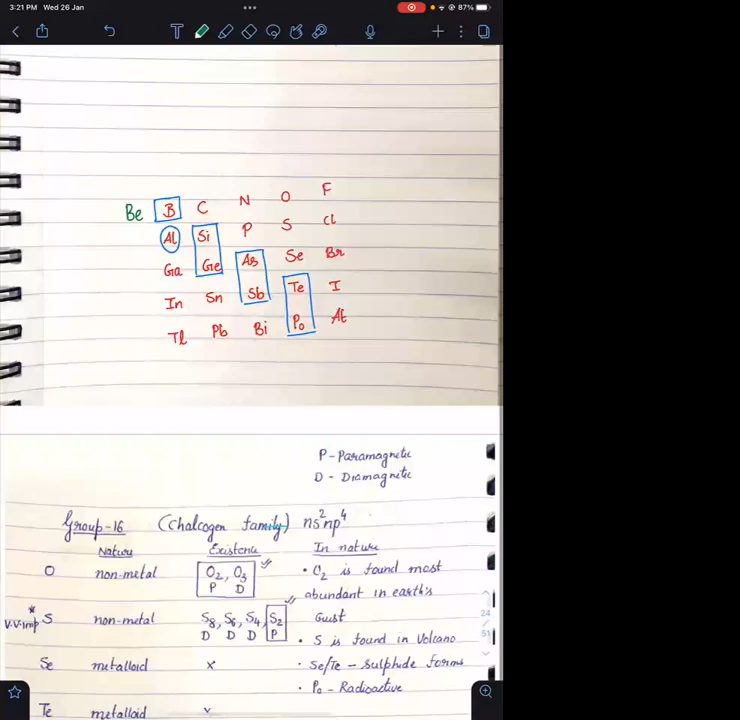 3:21 PM Wed 26 Jan
87%
Be B C N O F
Al Si P S Cl
Ga Ge As Se Br
In Sn Sb Te I
Tl Pb Bi Po At
P - Paramagnetic
D - Diamagnetic
Group-16 (Chalcogen family) ns²np⁴
Nature Existence In nature
O non-metal O₂, O₃ • O₂ is found most
P D abundant in earth's
V.V.imp * S non-metal S₈, S₆, S₄, S₂ Crust
D D D P • S is found in Volcano
Se metalloid x • Se/Te - sulphide forms
• Po - Radioactive
Te metalloid
24
51